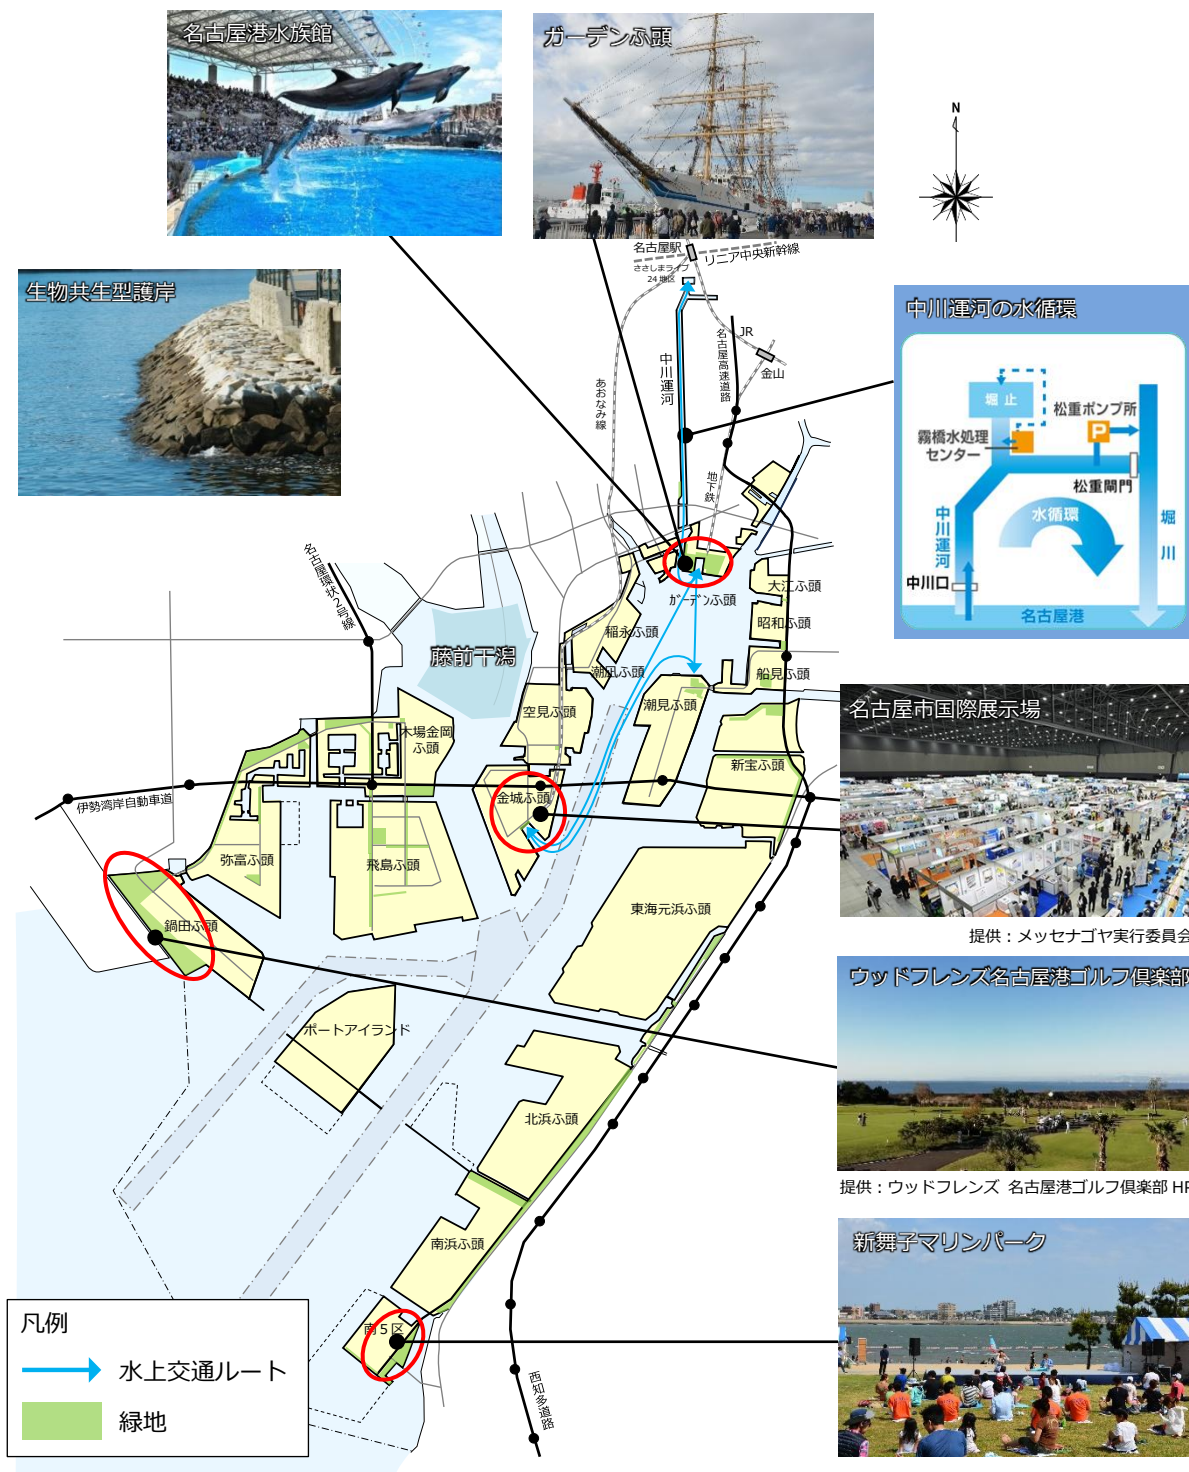 名古屋港水族館
ガーデンふ頭
N
名古屋駅
リニア中央新幹線
ささしまライブ
24地区
生物共生型護岸
中川運河の水循環
堀止
松重ポンプ所
P
霧橋水処理
センター
松重閘門
水循環
中川運河
堀川
中川口
名古屋港
JR
金山
名古屋高速道路
中川運河
あおなみ線
地下鉄
名古屋環状2号線
ガーデンふ頭
大江ふ頭
昭和ふ頭
稲永ふ頭
藤前干潟
潮凪ふ頭
船見ふ頭
空見ふ頭
潮見ふ頭
木場金岡
ふ頭
新宝ふ頭
名古屋市国際展示場
伊勢湾岸自動車道
金城ふ頭
弥富ふ頭
飛島ふ頭
東海元浜ふ頭
鍋田ふ頭
提供：メッセナゴヤ実行委員会
ウッドフレンズ名古屋港ゴルフ倶楽部
ポートアイランド
北浜ふ頭
提供：ウッドフレンズ 名古屋港ゴルフ倶楽部 HP
南浜ふ頭
新舞子マリンパーク
南5区
西知多道路
凡例
水上交通ルート
緑地